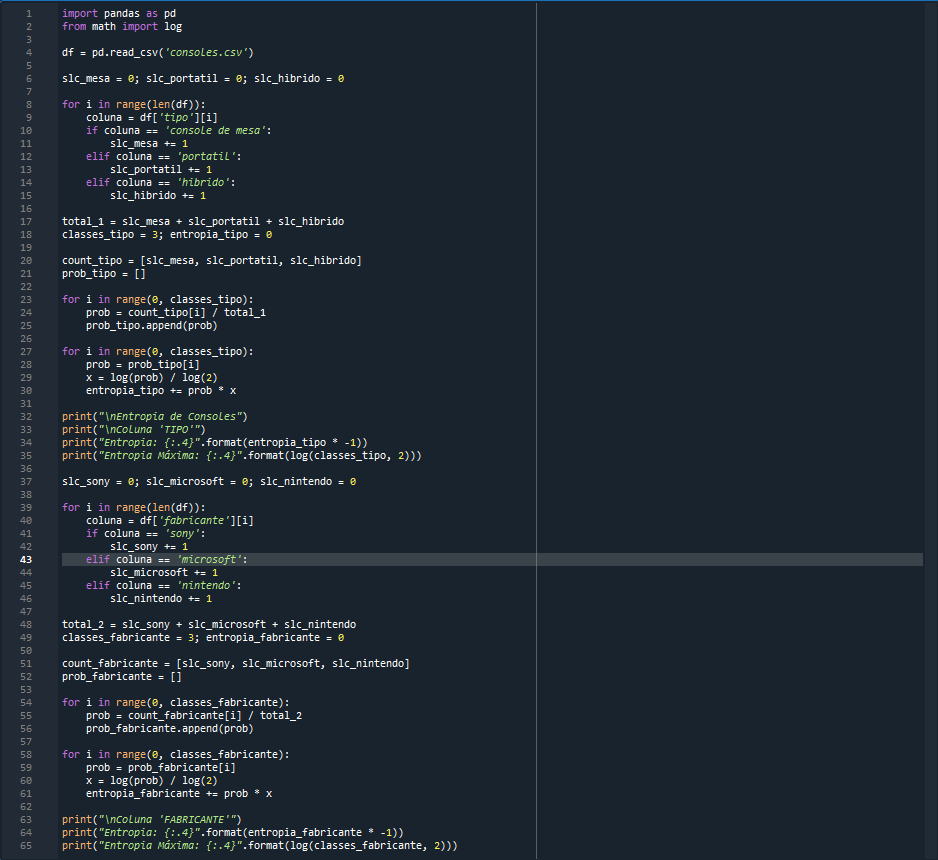 1 import pandas as pd
2 from math import log
3
4 df = pd.read_csv('consoles.csv')
5
6 slc_mesa = 0; slc_portatil = 0; slc_hibrido = 0
7
8 for i in range(len(df)):
9     coluna = df['tipo'][i]
10     if coluna == 'console de mesa':
11         slc_mesa += 1
12     elif coluna == 'portatil':
13         slc_portatil += 1
14     elif coluna == 'hibrido':
15         slc_hibrido += 1
16
17 total_1 = slc_mesa + slc_portatil + slc_hibrido
18 classes_tipo = 3; entropia_tipo = 0
19
20 count_tipo = [slc_mesa, slc_portatil, slc_hibrido]
21 prob_tipo = []
22
23 for i in range(0, classes_tipo):
24     prob = count_tipo[i] / total_1
25     prob_tipo.append(prob)
26
27 for i in range(0, classes_tipo):
28     prob = prob_tipo[i]
29     x = log(prob) / log(2)
30     entropia_tipo += prob * x
31
32 print("\nEntropia de Consoles")
33 print("\nColuna 'TIPO'")
34 print("Entropia: {:.4}".format(entropia_tipo * -1))
35 print("Entropia Máxima: {:.4}".format(log(classes_tipo, 2)))
36
37 slc_sony = 0; slc_microsoft = 0; slc_nintendo = 0
38
39 for i in range(len(df)):
40     coluna = df['fabricante'][i]
41     if coluna == 'sony':
42         slc_sony += 1
43     elif coluna == 'microsoft':
44         slc_microsoft += 1
45     elif coluna == 'nintendo':
46         slc_nintendo += 1
47
48 total_2 = slc_sony + slc_microsoft + slc_nintendo
49 classes_fabricante = 3; entropia_fabricante = 0
50
51 count_fabricante = [slc_sony, slc_microsoft, slc_nintendo]
52 prob_fabricante = []
53
54 for i in range(0, classes_fabricante):
55     prob = count_fabricante[i] / total_2
56     prob_fabricante.append(prob)
57
58 for i in range(0, classes_fabricante):
59     prob = prob_fabricante[i]
60     x = log(prob) / log(2)
61     entropia_fabricante += prob * x
62
63 print("\nColuna 'FABRICANTE'")
64 print("Entropia: {:.4}".format(entropia_fabricante * -1))
65 print("Entropia Máxima: {:.4}".format(log(classes_fabricante, 2)))